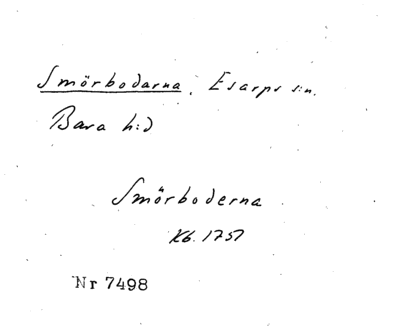 Smörbodarna, Esarps s:n.
Bara h:d
Smörboderna
Kb. 1757
Nr 7498